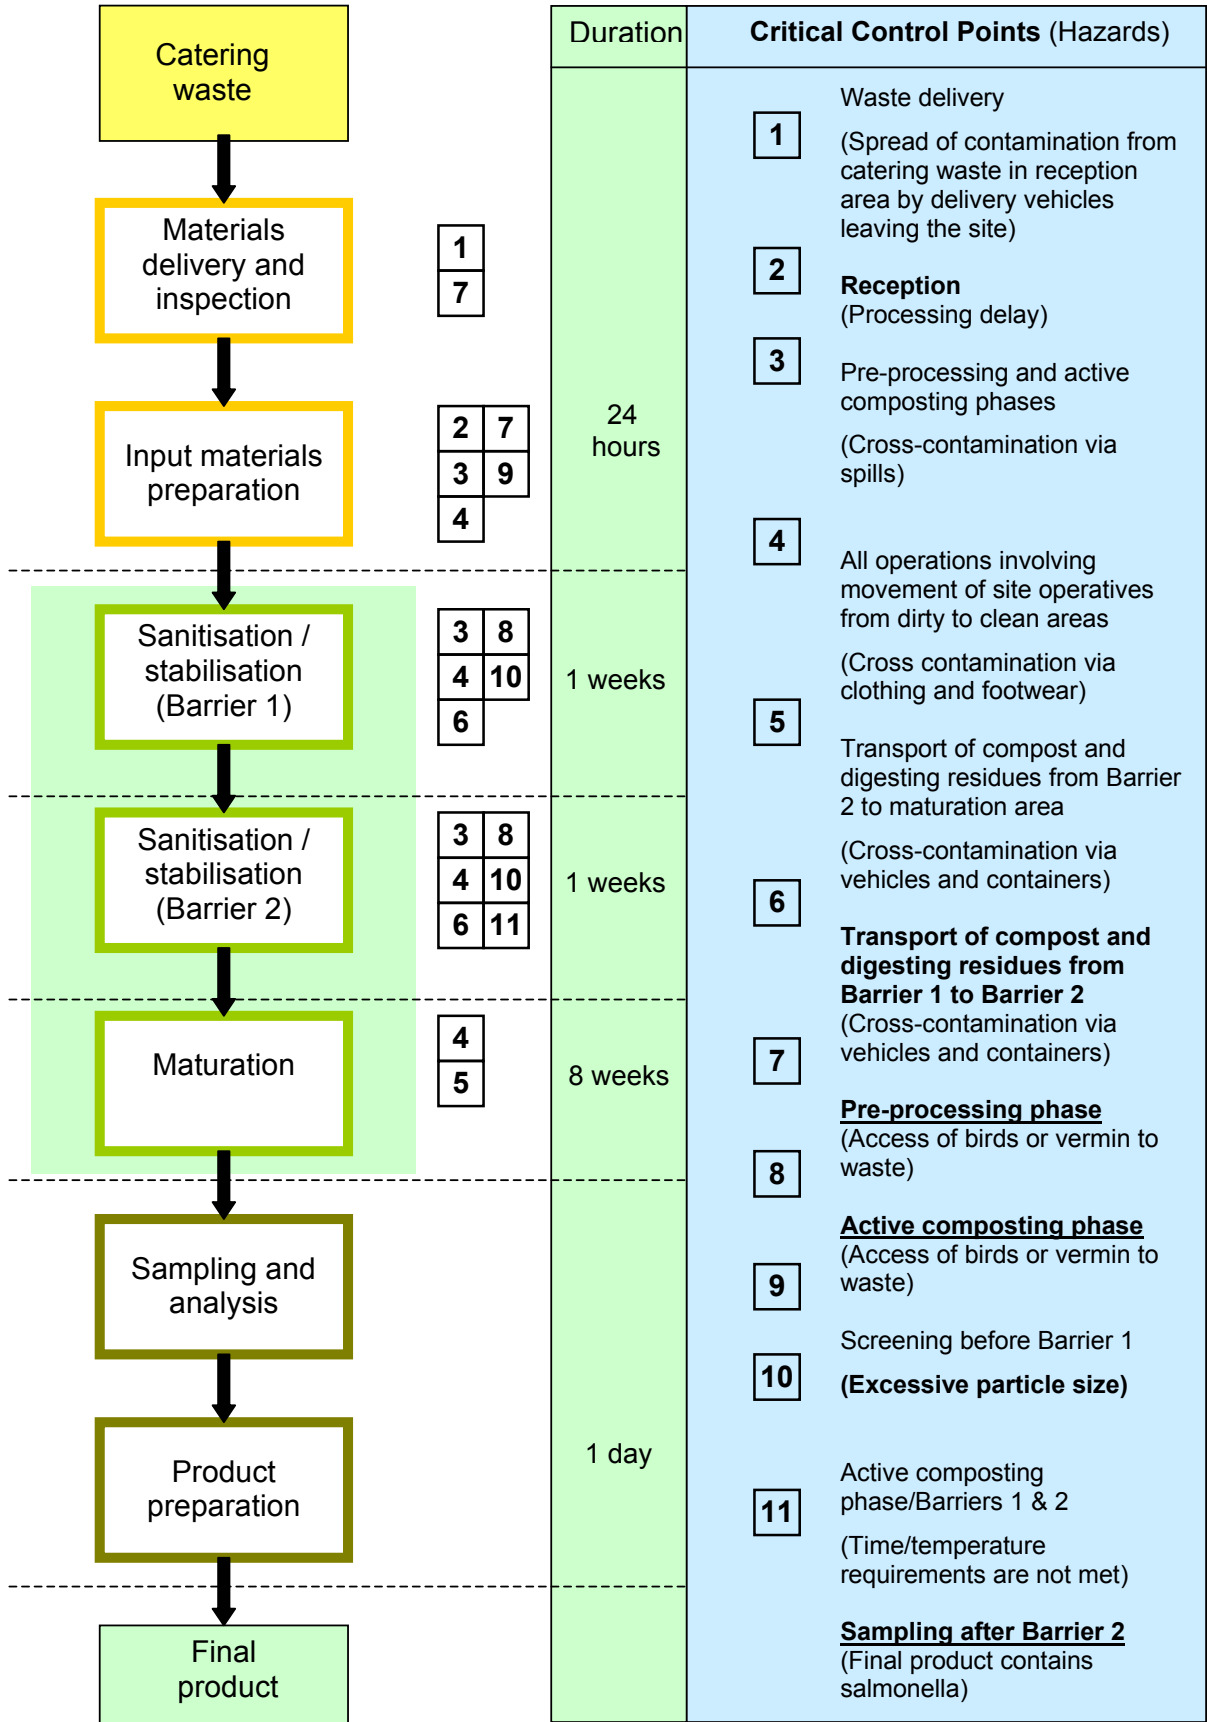 Catering
waste
Materials
delivery and
inspection
1
7
Input materials
preparation
2 7
3 9
4
Sanitisation /
stabilisation
(Barrier 1)
3 8
4 10
6
Sanitisation /
stabilisation
(Barrier 2)
3 8
4 10
6 11
Maturation
4
5
Sampling and
analysis
Product
preparation
Final
product
Duration
24
hours
1 weeks
1 weeks
8 weeks
1 day
Critical Control Points (Hazards)
1
Waste delivery
(Spread of contamination from
catering waste in reception
area by delivery vehicles
leaving the site)
2
Reception
(Processing delay)
3
Pre-processing and active
composting phases
(Cross-contamination via
spills)
4
All operations involving
movement of site operatives
from dirty to clean areas
(Cross contamination via
clothing and footwear)
5
Transport of compost and
digesting residues from Barrier
2 to maturation area
(Cross-contamination via
vehicles and containers)
6
Transport of compost and
digesting residues from
Barrier 1 to Barrier 2
(Cross-contamination via
vehicles and containers)
7
Pre-processing phase
(Access of birds or vermin to
waste)
8
Active composting phase
(Access of birds or vermin to
waste)
9
Screening before Barrier 1
(Excessive particle size)
10
Active composting
phase/Barriers 1 & 2
(Time/temperature
requirements are not met)
11
Sampling after Barrier 2
(Final product contains
salmonella)